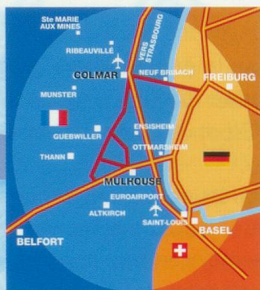 Ste MARIE
AUX MINES
VERS
STRASBOURG
RIBEAUVILLÉ
COLMAR
NEUF BRISACH
FREIBURG
MUNSTER
ENSISHEIM
GUEBWILLER
OTTMARSHEIM
THANN
MULHOUSE
EUROAIRPORT
ALTKIRCH
SAINT-LOUIS
BASEL
BELFORT